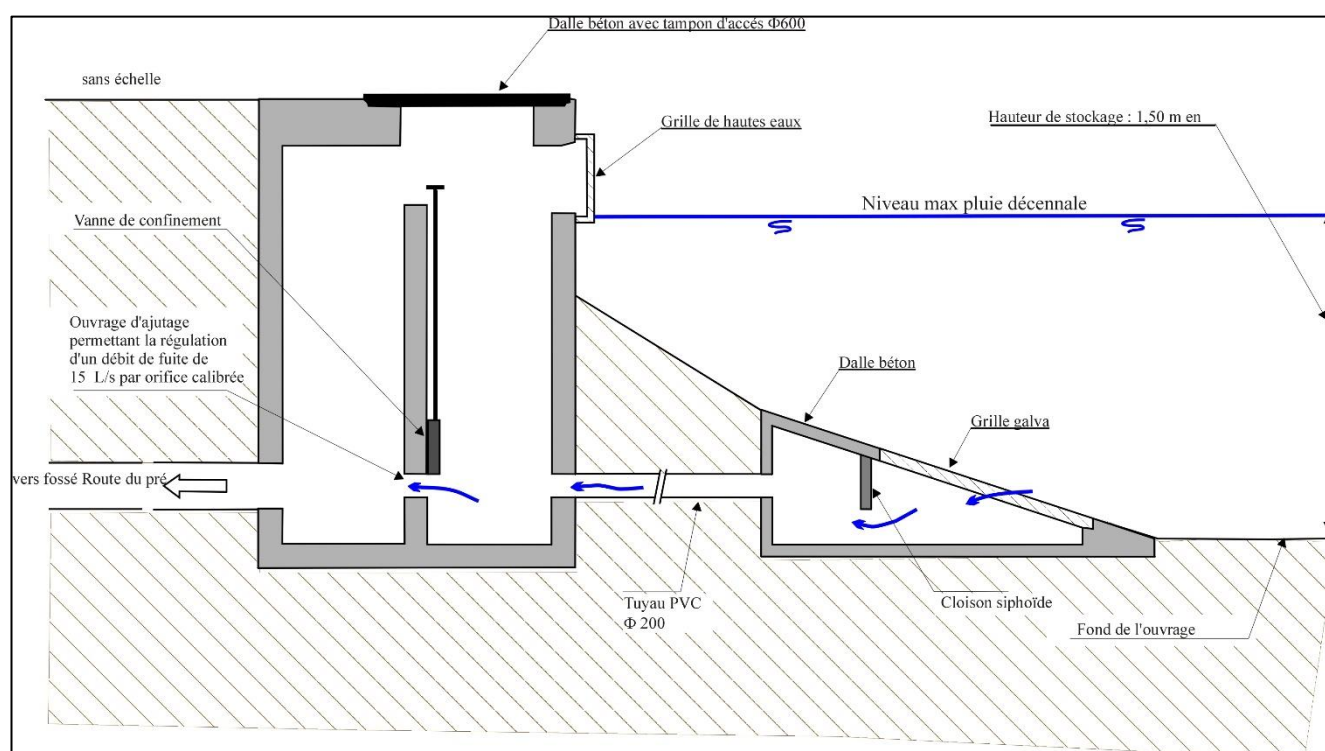 Dalle béton avec tampon d'accés Φ600
sans échelle
Grille de hautes eaux
Hauteur de stockage : 1,50 m en
Niveau max pluie décennale
Vanne de confinement
Ouvrage d'ajutage
permettant la régulation
d'un débit de fuite de
15 L/s par orifice calibrée
Dalle béton
Grille galva
vers fossé Route du pré
Tuyau PVC
Φ 200
Cloison siphoïde
Fond de l'ouvrage